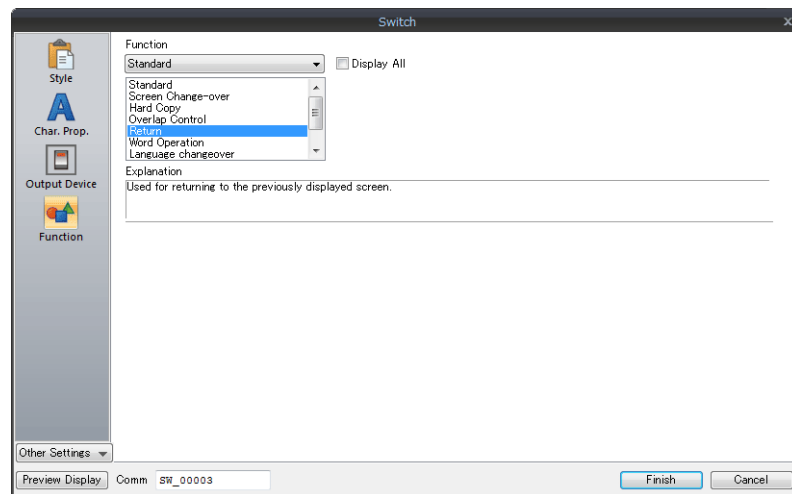 Switch
x
Style
Char. Prop.
Output Device
Function
Function
Standard
Display All
Standard
Screen Change-over
Hard Copy
Overlap Control
Return
Word Operation
Language changeover
Explanation
Used for returning to the previously displayed screen.
Other Settings
Preview Display
Comm
SW_00003
Finish
Cancel